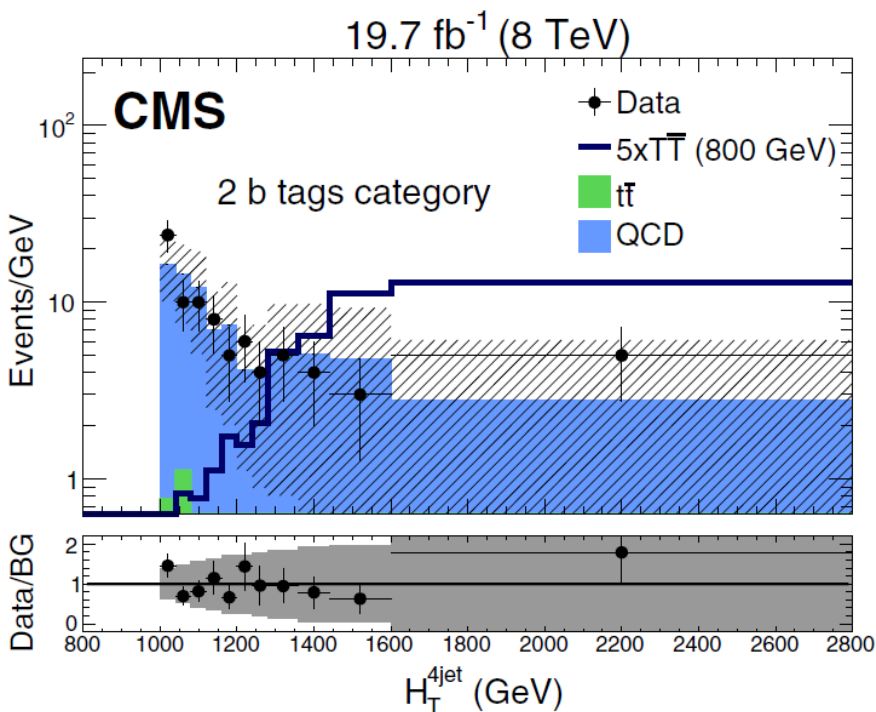 19.7 fb⁻¹ (8 TeV)
CMS
Data
5xTT̅ (800 GeV)
tt̅
QCD
2 b tags category
Events/GeV
10²
10
1
Data/BG
2
1
0
800 1000 1200 1400 1600 1800 2000 2200 2400 2600 2800
H_T^4jet (GeV)